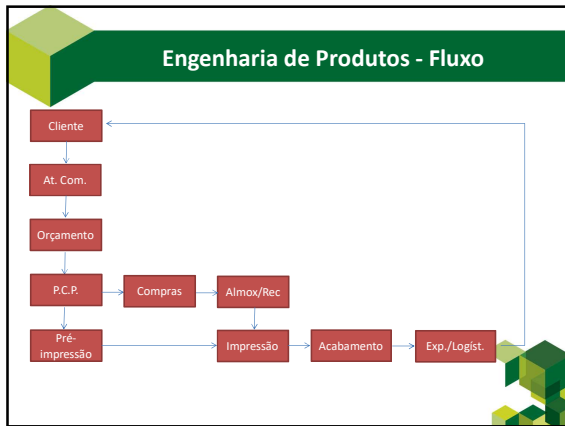 Engenharia de Produtos - Fluxo
Cliente
At. Com.
Orçamento
P.C.P.
Compras
Almox/Rec
Pré-
impressão
Impressão
Acabamento
Exp./Logíst.